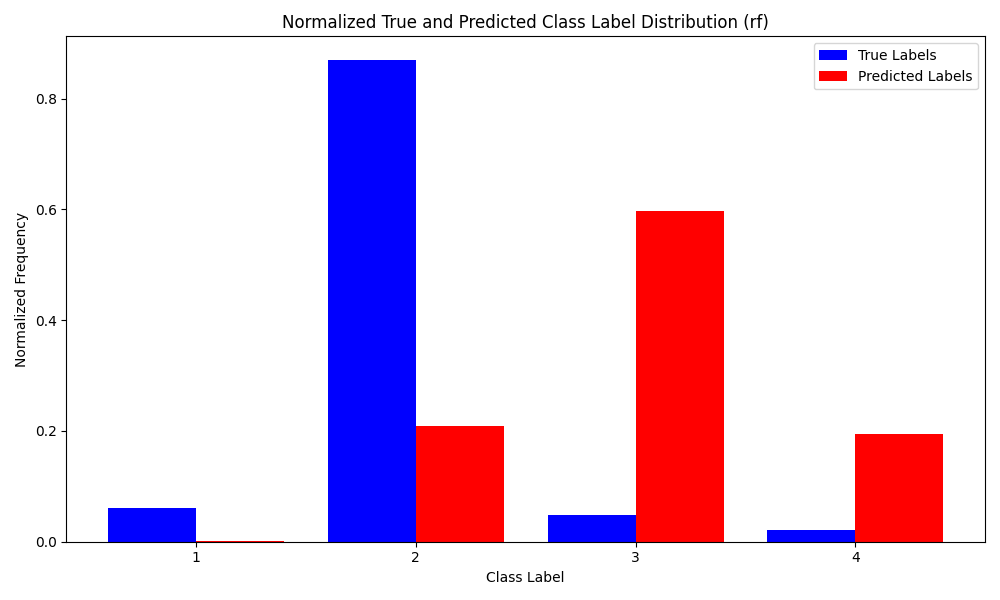 Normalized True and Predicted Class Label Distribution (rf)
True Labels
Predicted Labels
Normalized Frequency
0.8
0.6
0.4
0.2
0.0
1 2 3 4
Class Label